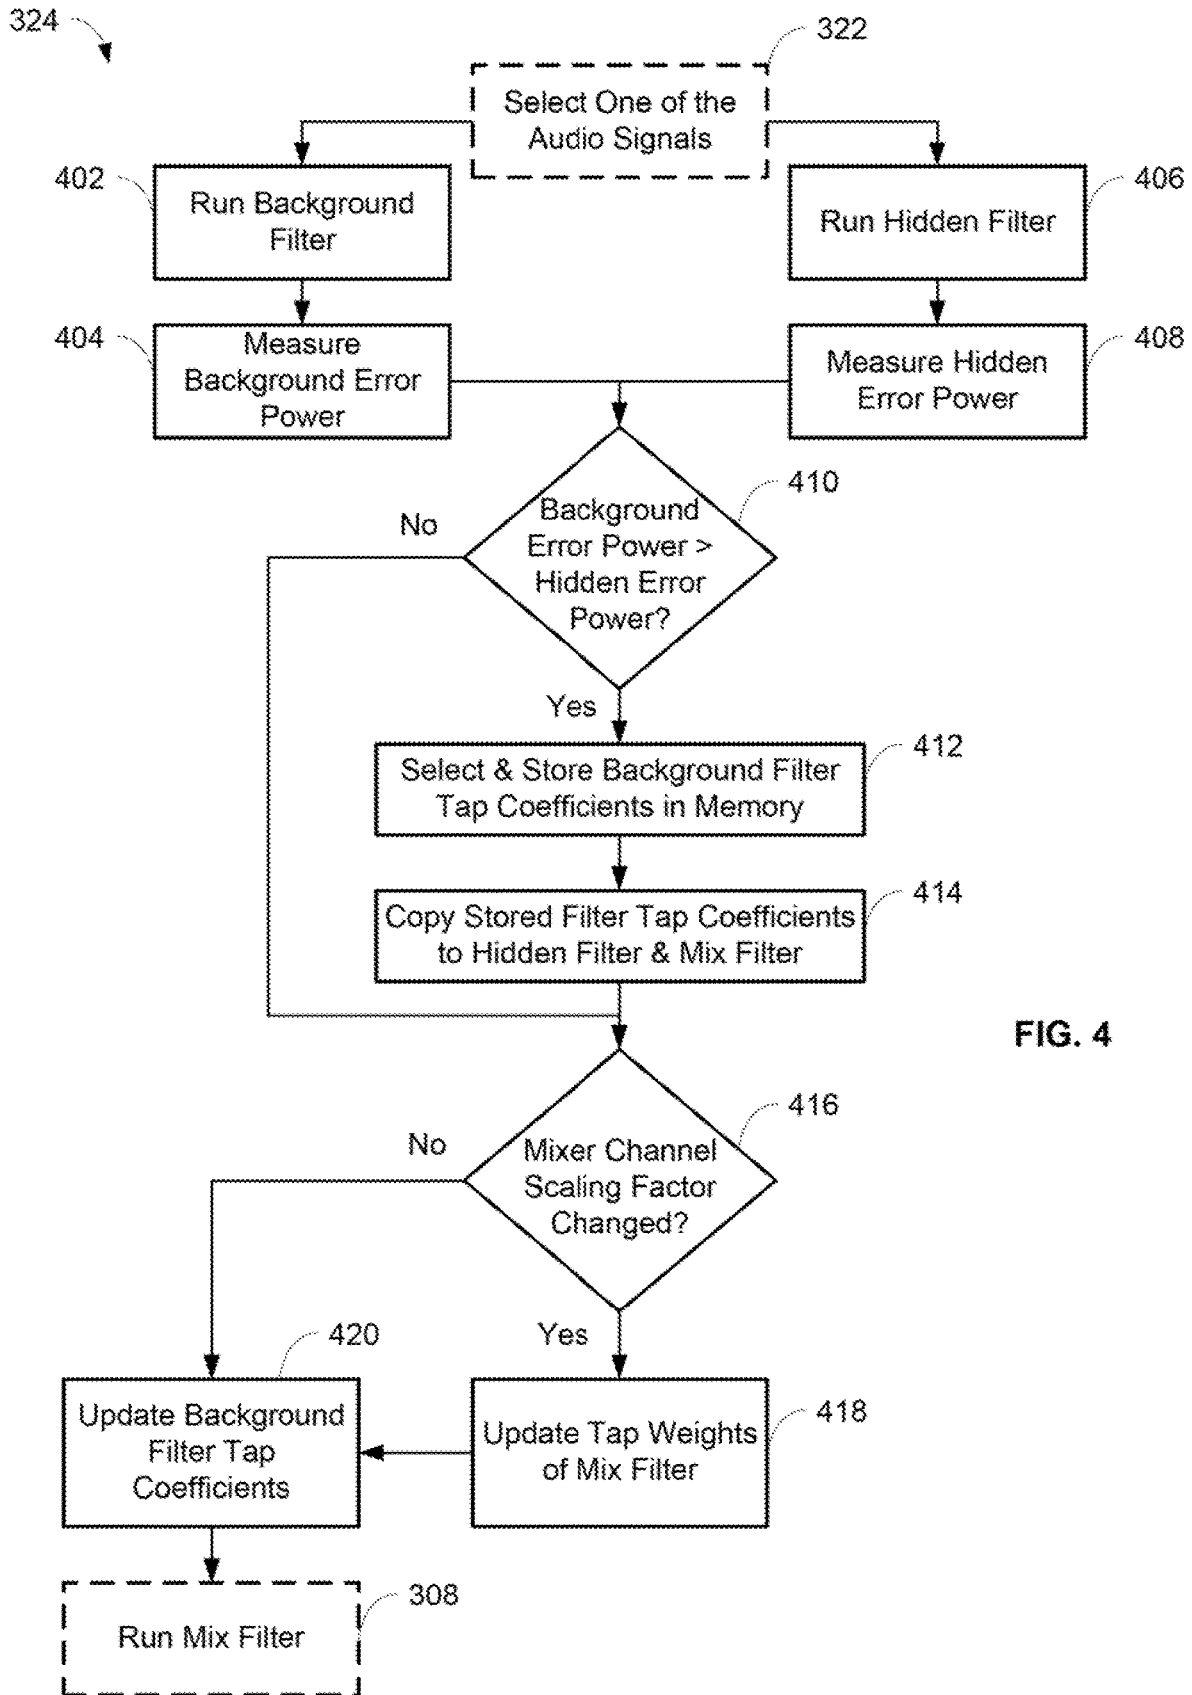 324
322
Select One of the
Audio Signals
402
Run Background
Filter
406
Run Hidden Filter
404
Measure
Background Error
Power
408
Measure Hidden
Error Power
410
Background
Error Power >
Hidden Error
Power?
No
Yes
412
Select & Store Background Filter
Tap Coefficients in Memory
414
Copy Stored Filter Tap Coefficients
to Hidden Filter & Mix Filter
FIG. 4
416
Mixer Channel
Scaling Factor
Changed?
No
Yes
420
Update Background
Filter Tap
Coefficients
418
Update Tap Weights
of Mix Filter
308
Run Mix Filter